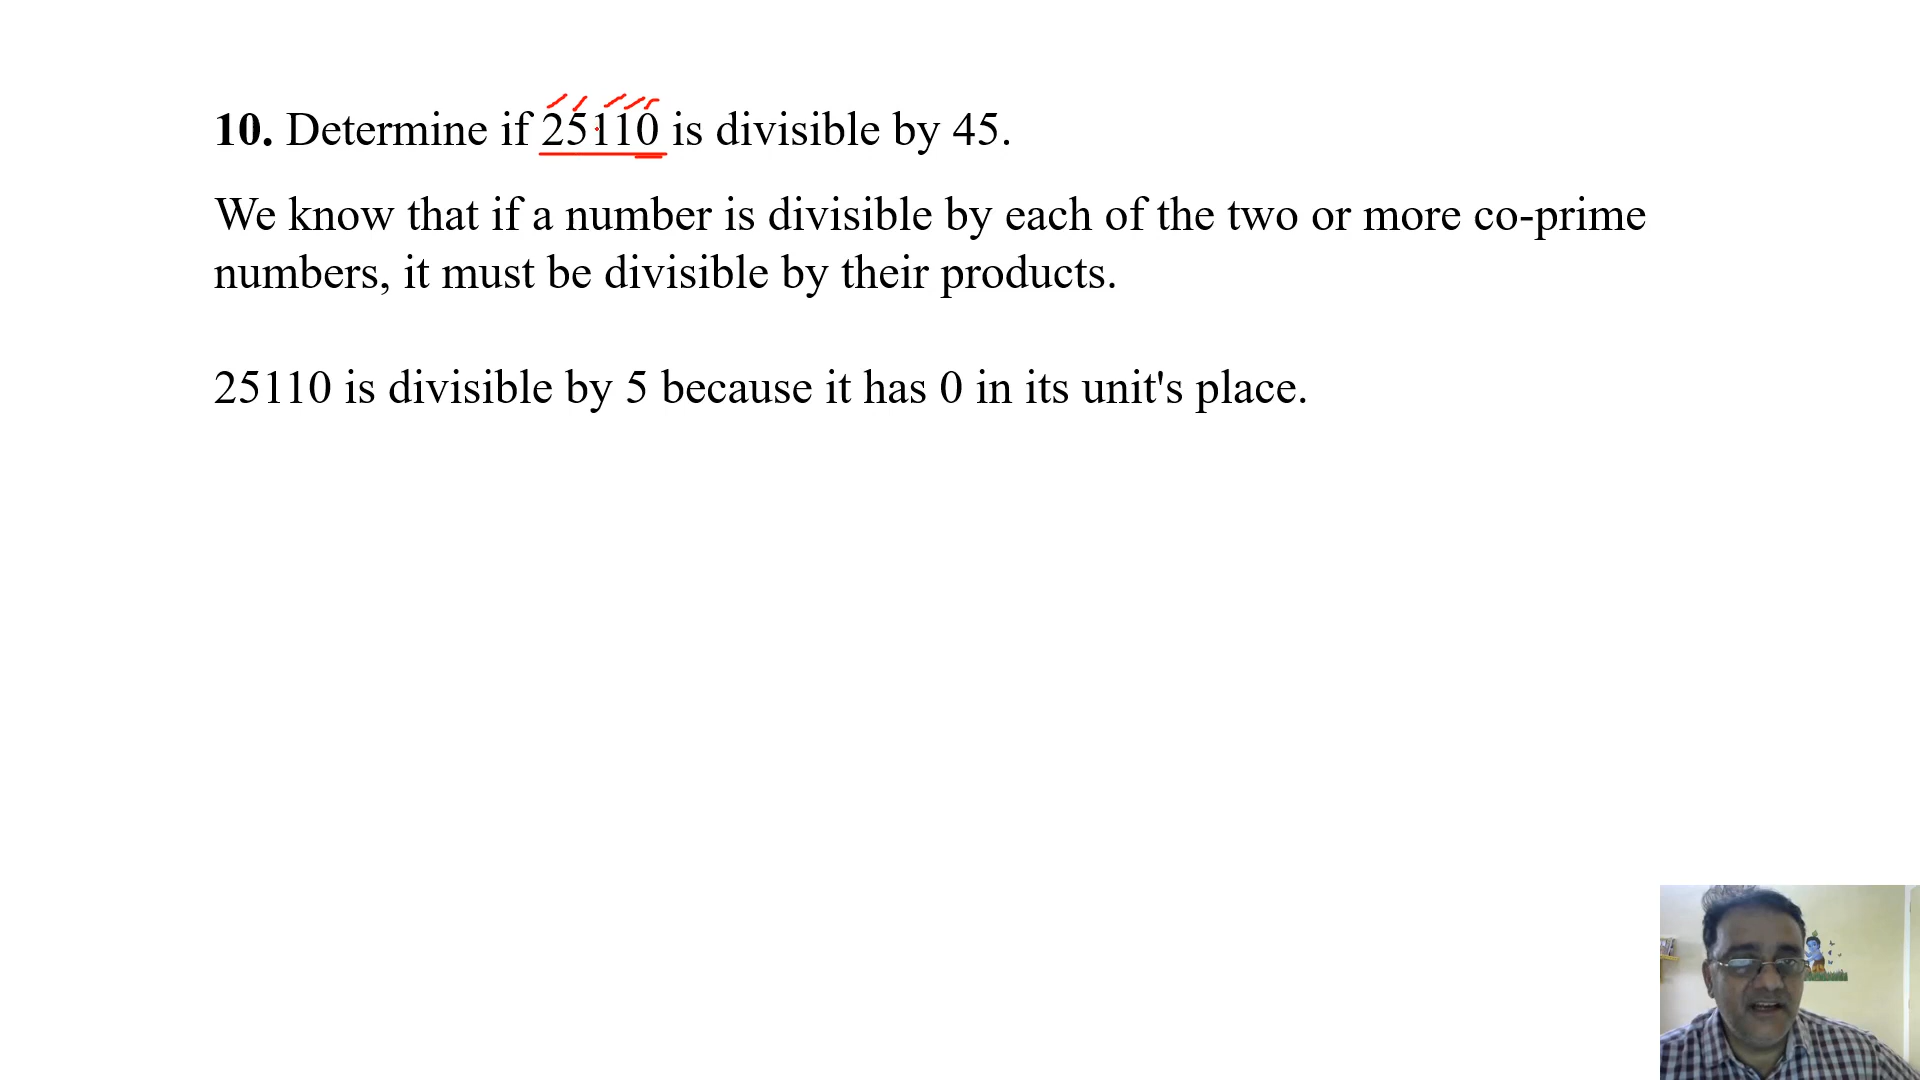 10. Determine if 25110 is divisible by 45.
We know that if a number is divisible by each of the two or more co-prime
numbers, it must be divisible by their products.
25110 is divisible by 5 because it has 0 in its unit's place.